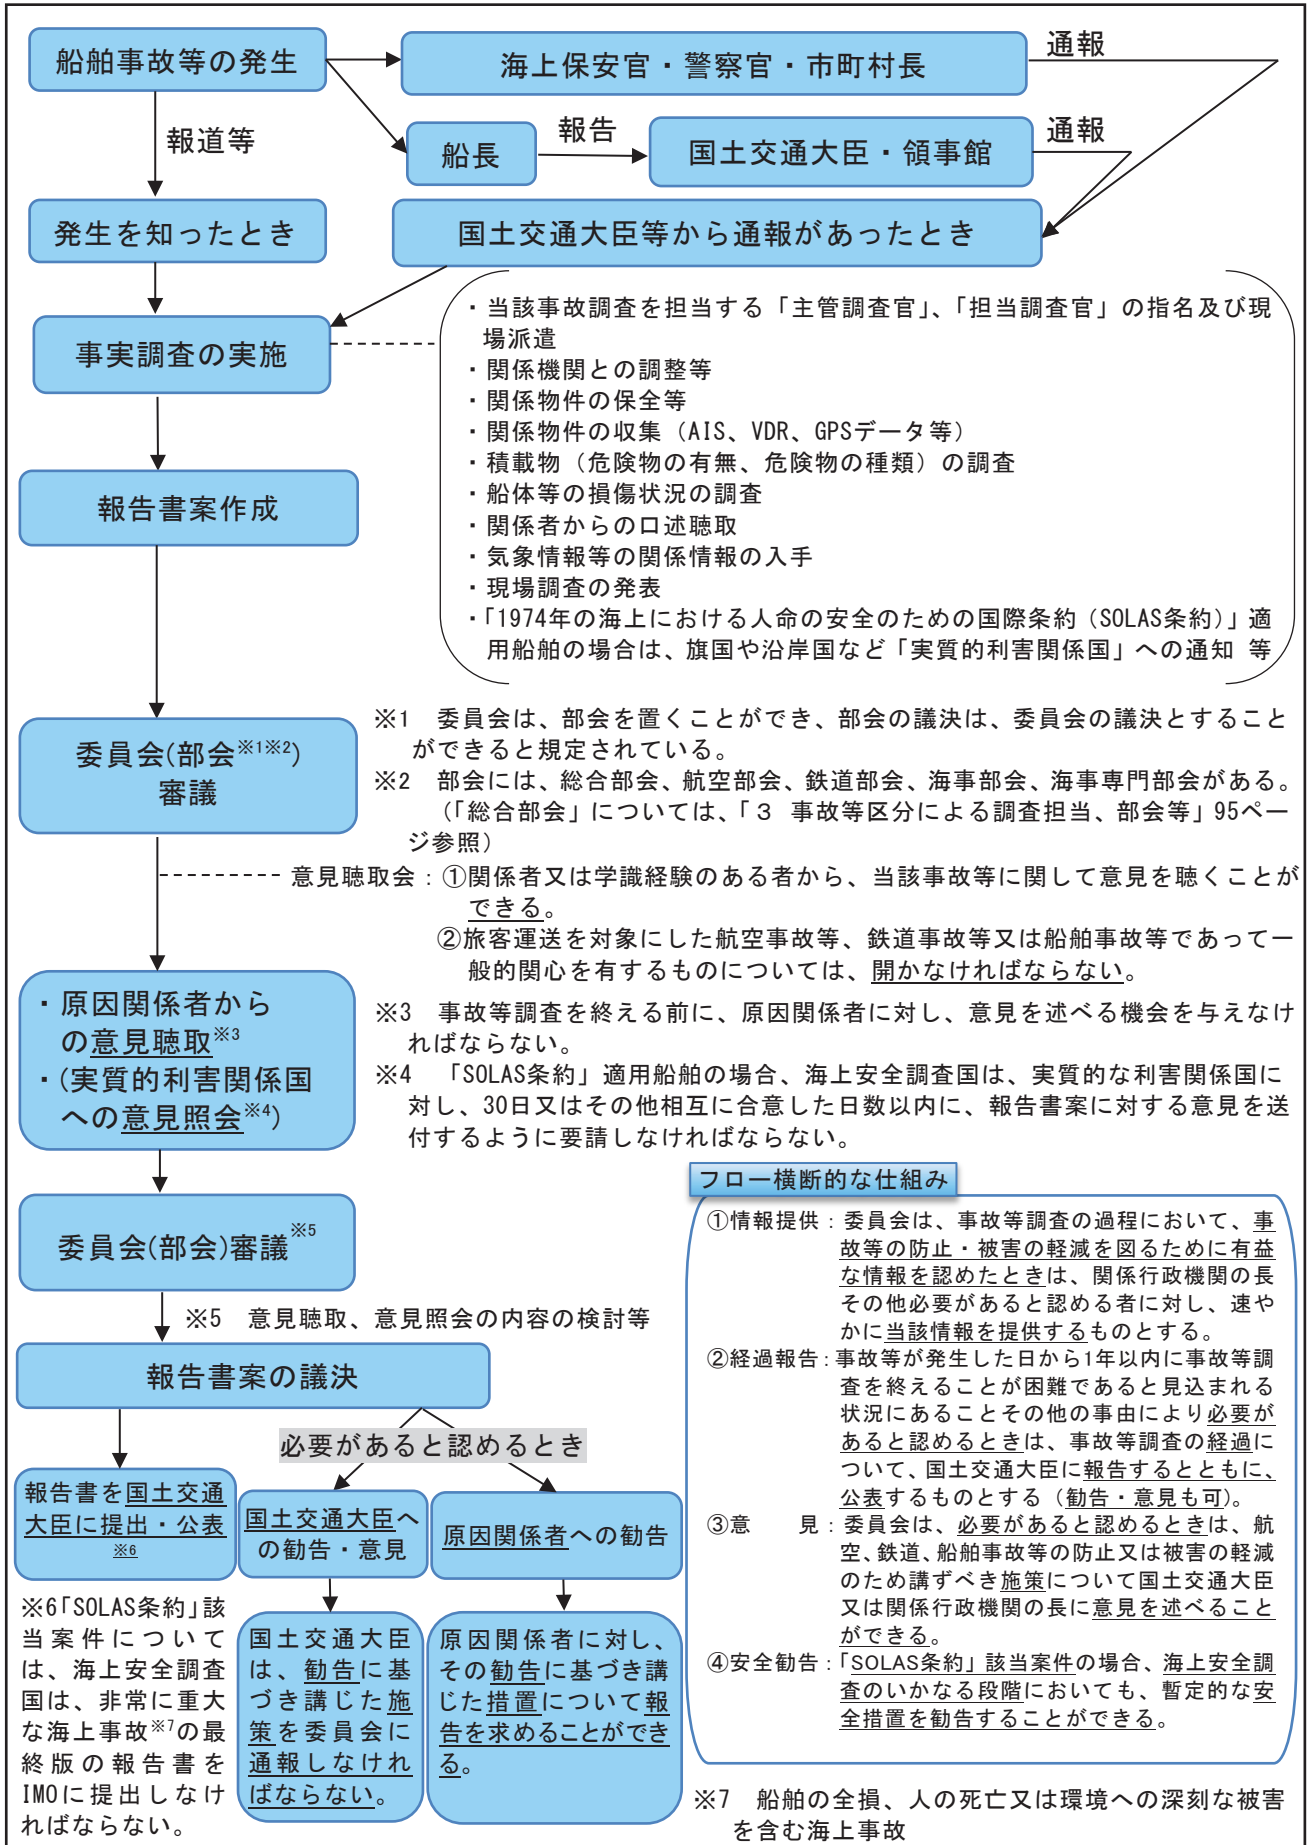 船舶事故等の発生
海上保安官・警察官・市町村長
通報
報道等
船長
報告
国土交通大臣・領事館
通報
発生を知ったとき
国土交通大臣等から通報があったとき
事実調査の実施
・当該事故調査を担当する「主管調査官」、「担当調査官」の指名及び現
場派遣
・関係機関との調整等
・関係物件の保全等
・関係物件の収集（AIS、VDR、GPSデータ等）
・積載物（危険物の有無、危険物の種類）の調査
・船体等の損傷状況の調査
・関係者からの口述聴取
・気象情報等の関係情報の入手
・現場調査の発表
・「1974年の海上における人命の安全のための国際条約（SOLAS条約）」適
用船舶の場合は、旗国や沿岸国など「実質的利害関係国」への通知 等
報告書案作成
委員会(部会※1※2)
審議
※1　委員会は、部会を置くことができ、部会の議決は、委員会の議決とすること
ができると規定されている。
※2　部会には、総合部会、航空部会、鉄道部会、海事部会、海事専門部会がある。
（「総合部会」については、「３　事故等区分による調査担当、部会等」95ペー
ジ参照）
意見聴取会：①関係者又は学識経験のある者から、当該事故等に関して意見を聴くことが
できる。
②旅客運送を対象にした航空事故等、鉄道事故等又は船舶事故等であって一
般的関心を有するものについては、開かなければならない。
・原因関係者から
の意見聴取※3
・(実質的利害関係国
への意見照会※4)
※3　事故等調査を終える前に、原因関係者に対し、意見を述べる機会を与えなけ
ればならない。
※4　「SOLAS条約」適用船舶の場合、海上安全調査国は、実質的な利害関係国に
対し、30日又はその他相互に合意した日数以内に、報告書案に対する意見を送
付するように要請しなければならない。
委員会(部会)審議※5
※5　意見聴取、意見照会の内容の検討等
報告書案の議決
必要があると認めるとき
報告書を国土交通
大臣に提出・公表
※6
国土交通大臣へ
の勧告・意見
原因関係者への勧告
※6「SOLAS条約」該
当案件について
は、海上安全調査
国は、非常に重大
な海上事故※7の最
終版の報告書を
IMOに提出しなけ
ればならない。
国土交通大臣
は、勧告に基
づき講じた施
策を委員会に
通報しなけれ
ばならない。
原因関係者に対し、
その勧告に基づき講
じた措置について報
告を求めることができ
る。
フロー横断的な仕組み
①情報提供：委員会は、事故等調査の過程において、事
故等の防止・被害の軽減を図るために有益
な情報を認めたときは、関係行政機関の長
その他必要があると認める者に対し、速や
かに当該情報を提供するものとする。
②経過報告：事故等が発生した日から1年以内に事故等調
査を終えることが困難であると見込まれる
状況にあることその他の事由により必要が
あると認めるときは、事故等調査の経過に
ついて、国土交通大臣に報告するとともに、
公表するものとする（勧告・意見も可）。
③意　　見：委員会は、必要があると認めるときは、航
空、鉄道、船舶事故等の防止又は被害の軽減
のため講ずべき施策について国土交通大臣
又は関係行政機関の長に意見を述べること
ができる。
④安全勧告：「SOLAS条約」該当案件の場合、海上安全調
査のいかなる段階においても、暫定的な安
全措置を勧告することができる。
※7　船舶の全損、人の死亡又は環境への深刻な被害
を含む海上事故